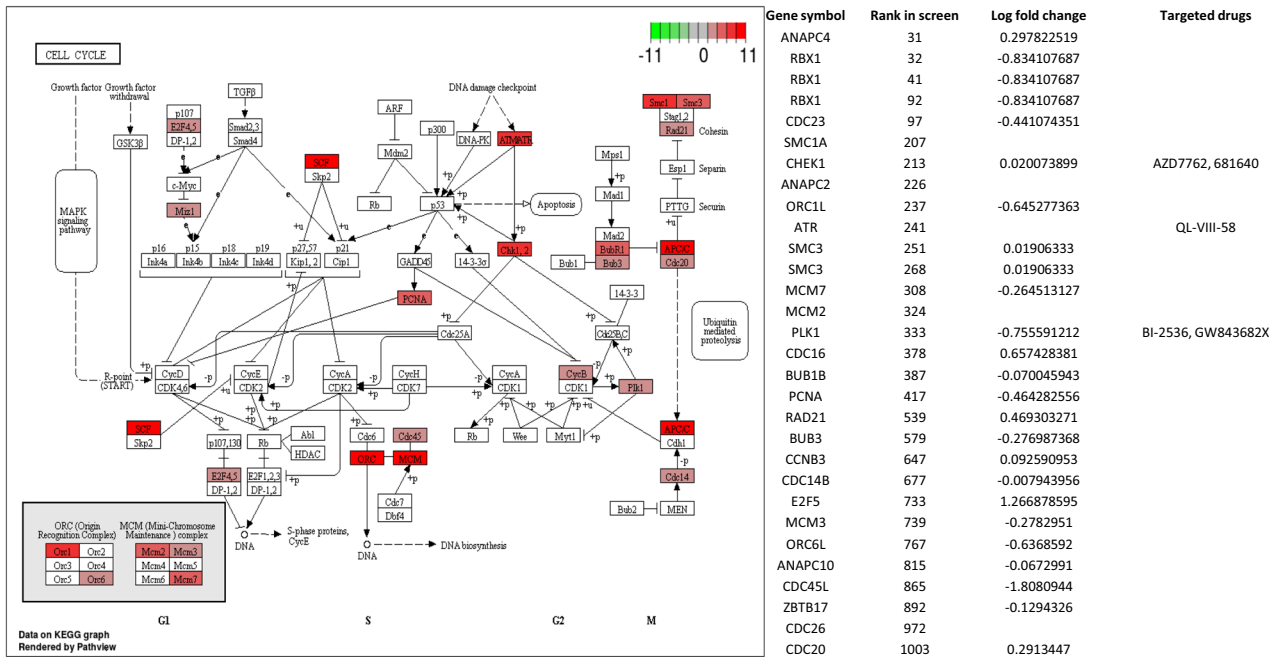 CELL CYCLE
-11 0 11
Growth factor
Growth factor
withdrawal
GSK3β
p107
E2F4,5
DP-1,2
TGFβ
Smad2,3
Smad4
e
e
e
c-Myc
e
Miz1
e
MAPK
signaling
pathway
SCF
Skp2
+u
+u
p16
Ink4a
p15
Ink4b
p18
Ink4c
p19
Ink4d
p27,57
Kip1, 2
p21
Cip1
ARF
Mdm2
Rb
p300
DNA damage checkpoint
DNA-PK
ATM/ATR
+p
+p
+p
p53
+p
+p
Apoptosis
e
e
e
GADD45
14-3-3σ
Chk1, 2
+p
PCNA
Mps1
+p
Mad1
Mad2
Bub1
BubR1
Bub3
Smc1
Smc3
Stag1,2
Rad21
Cohesin
Esp1
Separin
PTTG
Securin
+u
APC/C
Cdc20
14-3-3
+p
+p
Cdc25A
Cdc25B,C
Ubiquitin
mediated
proteolysis
R-point
(START)
+p
CycD
CDK4,6
-p
+u
CycE
CDK2
-p
CycA
CDK2
-p
+p
CycH
CDK7
CycA
CDK1
-p
CycB
CDK1
-p
+p
+p
Plk1
SCF
Skp2
+p
+p
+p
+p
+p
p107,130
Rb
Abl
HDAC
Cdc6
Cdc45
ORC
MCM
+p
+p
Rb
Wee
Myt1
+p
+p
+u
+p
APC/C
Cdh1
-p
Cdc14
E2F4,5
DP-1,2
E2F1,2,3
DP-1,2
+p
Cdc7
Dbf4
Bub2
MEN
DNA
S-phase proteins,
CycE
DNA
DNA biosynthesis
ORC (Origin
Recognition Complex)
MCM (Mini-Chromosome
Maintenance ) complex
Orc1 Orc2 Mcm2 Mcm3
Orc3 Orc4 Mcm4 Mcm5
Orc5 Orc6 Mcm6 Mcm7
G1 S G2 M
Data on KEGG graph
Rendered by Pathview
Gene symbol Rank in screen Log fold change Targeted drugs
ANAPC4 31 0.297822519
RBX1 32 -0.834107687
RBX1 41 -0.834107687
RBX1 92 -0.834107687
CDC23 97 -0.441074351
SMC1A 207
CHEK1 213 0.020073899 AZD7762, 681640
ANAPC2 226
ORC1L 237 -0.645277363
ATR 241 QL-VIII-58
SMC3 251 0.01906333
SMC3 268 0.01906333
MCM7 308 -0.264513127
MCM2 324
PLK1 333 -0.755591212 BI-2536, GW843682X
CDC16 378 0.657428381
BUB1B 387 -0.070045943
PCNA 417 -0.464282556
RAD21 539 0.469303271
BUB3 579 -0.276987368
CCNB3 647 0.092590953
CDC14B 677 -0.007943956
E2F5 733 1.266878595
MCM3 739 -0.2782951
ORC6L 767 -0.6368592
ANAPC10 815 -0.0672991
CDC45L 865 -1.8080944
ZBTB17 892 -0.1294326
CDC26 972
CDC20 1003 0.2913447